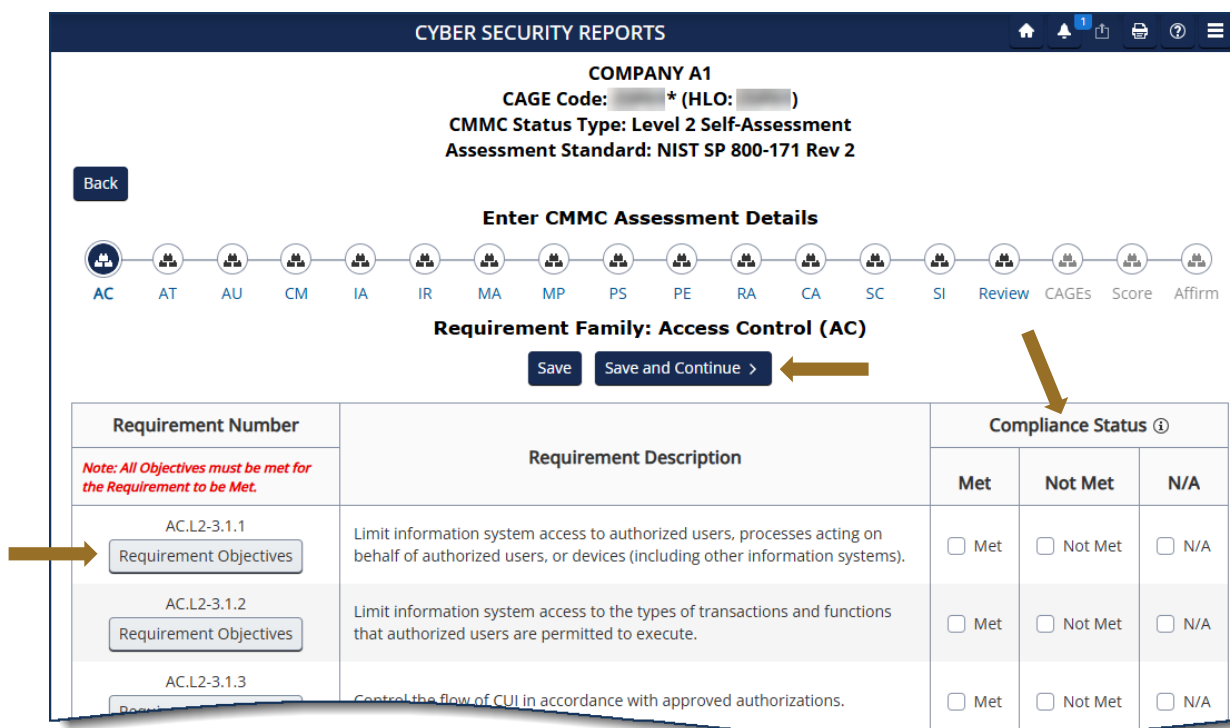 CYBER SECURITY REPORTS
1
COMPANY A1
CAGE Code: * (HLO: )
CMMC Status Type: Level 2 Self-Assessment
Assessment Standard: NIST SP 800-171 Rev 2
Back
Enter CMMC Assessment Details
AC AT AU CM IA IR MA MP PS PE RA CA SC SI Review CAGEs Score Affirm
Requirement Family: Access Control (AC)
Save Save and Continue >
Requirement Number
Note: All Objectives must be met for
the Requirement to be Met.
Requirement Description
Compliance Status
Met Not Met N/A
AC.L2-3.1.1
Requirement Objectives
Limit information system access to authorized users, processes acting on
behalf of authorized users, or devices (including other information systems).
Met Not Met N/A
AC.L2-3.1.2
Requirement Objectives
Limit information system access to the types of transactions and functions
that authorized users are permitted to execute.
Met Not Met N/A
AC.L2-3.1.3
Control the flow of CUI in accordance with approved authorizations.
Met Not Met N/A